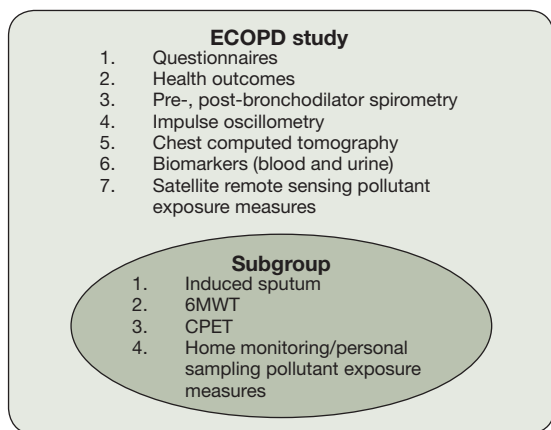 ECOPD study
1. Questionnaires
2. Health outcomes
3. Pre-, post-bronchodilator spirometry
4. Impulse oscillometry
5. Chest computed tomography
6. Biomarkers (blood and urine)
7. Satellite remote sensing pollutant
exposure measures
Subgroup
1. Induced sputum
2. 6MWT
3. CPET
4. Home monitoring/personal
sampling pollutant exposure
measures